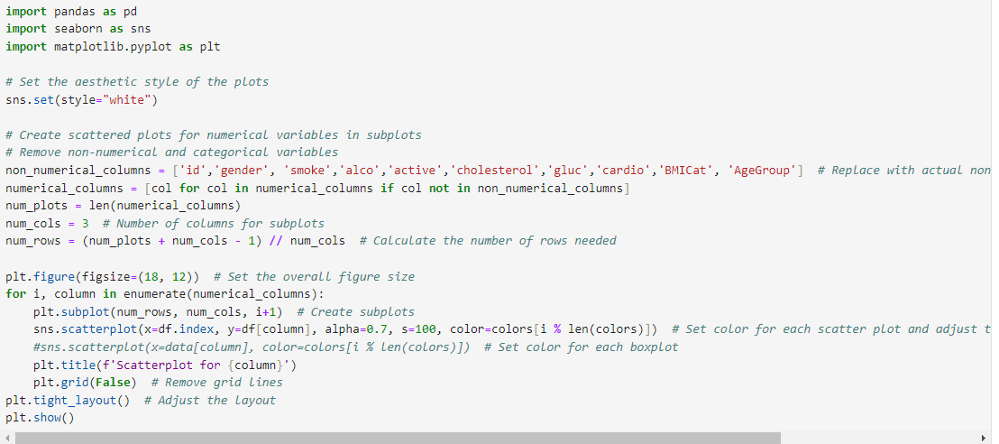 import pandas as pd
import seaborn as sns
import matplotlib.pyplot as plt

# Set the aesthetic style of the plots
sns.set(style="white")

# Create scattered plots for numerical variables in subplots
# Remove non-numerical and categorical variables
non_numerical_columns = ['id','gender', 'smoke','alco','active','cholesterol','gluc','cardio','BMICat', 'AgeGroup']  # Replace with actual non
numerical_columns = [col for col in numerical_columns if col not in non_numerical_columns]
num_plots = len(numerical_columns)
num_cols = 3  # Number of columns for subplots
num_rows = (num_plots + num_cols - 1) // num_cols  # Calculate the number of rows needed

plt.figure(figsize=(18, 12))  # Set the overall figure size
for i, column in enumerate(numerical_columns):
    plt.subplot(num_rows, num_cols, i+1)  # Create subplots
    sns.scatterplot(x=df.index, y=df[column], alpha=0.7, s=100, color=colors[i % len(colors)])  # Set color for each scatter plot and adjust t
    #sns.scatterplot(x=data[column], color=colors[i % len(colors)])  # Set color for each boxplot
    plt.title(f'Scatterplot for {column}')
    plt.grid(False)  # Remove grid lines
plt.tight_layout()  # Adjust the layout
plt.show()